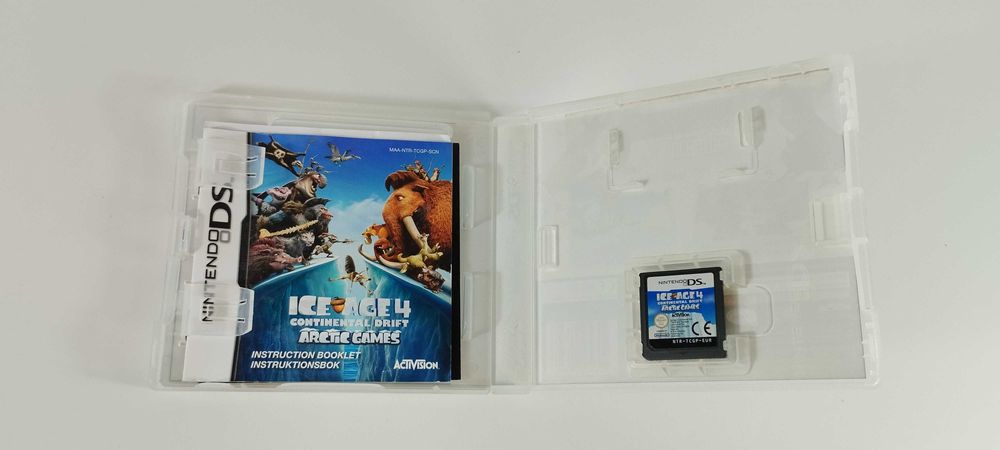 NINTENDO DS
MAA-NTR-TCGP-SCN
ICE AGE 4
CONTINENTAL DRIFT
ARCTIC GAMES
INSTRUCTION BOOKLET
INSTRUKTIONSBOK
ACTIVISION
NINTENDO DS
ICE AGE 4
CONTINENTAL DRIFT
ARCTIC GAMES
ACTIVISION
CE
NTR-TCGP-EUR